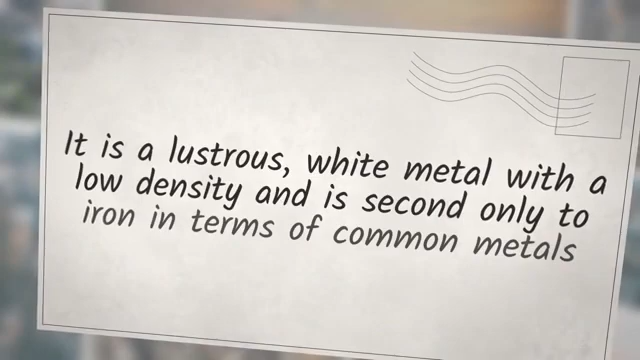 It is a lustrous, white metal with a
low density and is second only to
iron in terms of common metals